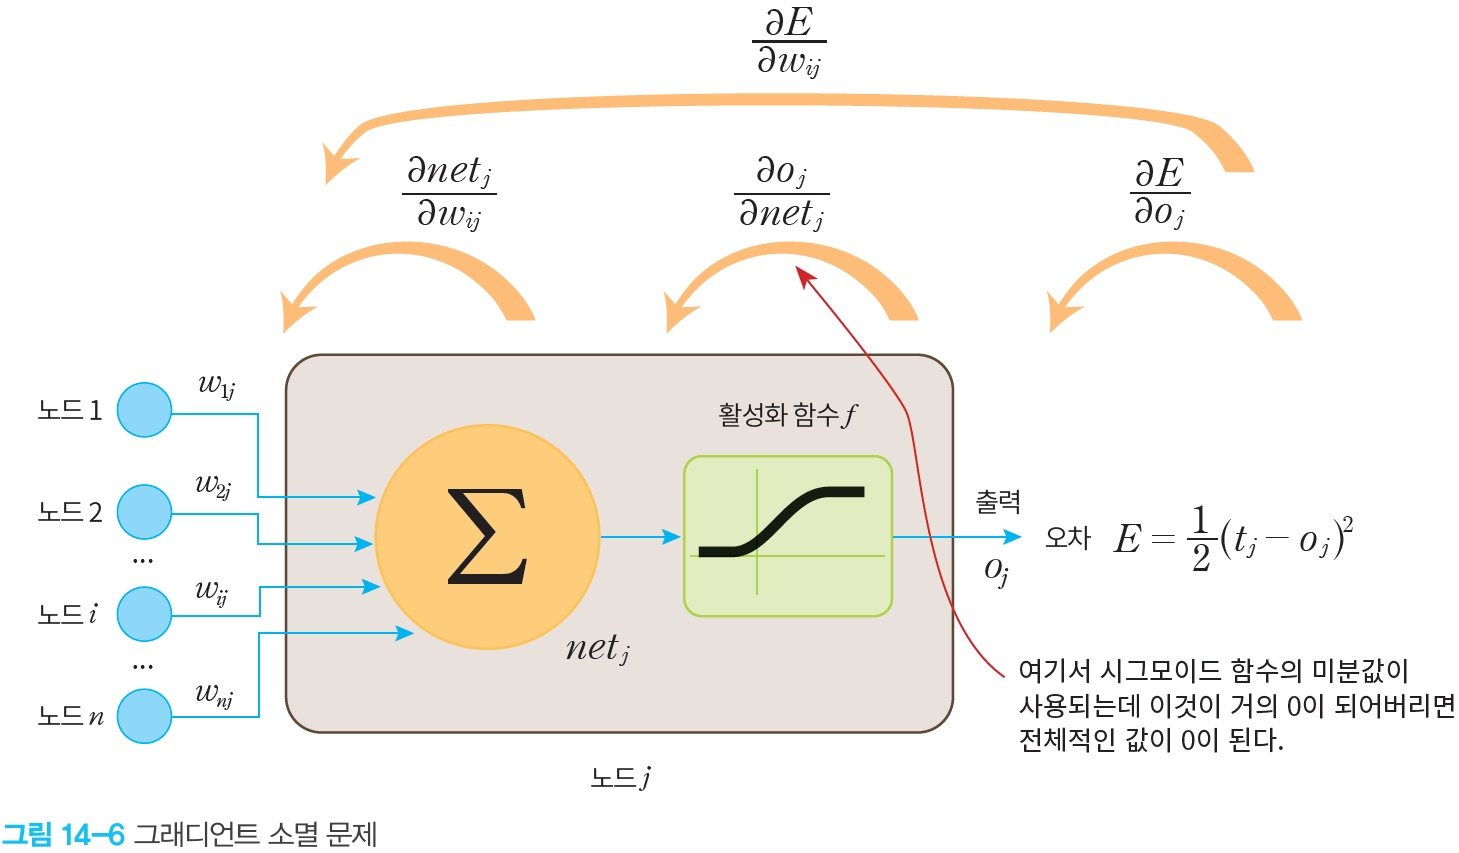 ∂E/∂w_ij
∂net_j/∂w_ij
∂o_j/∂net_j
∂E/∂o_j
노드 1
w_1j
노드 2
w_2j
...
노드 i
w_ij
...
노드 n
w_nj
Σ
net_j
활성화 함수 f
출력
o_j
오차 E = 1/2(t_j − o_j)^2
여기서 시그모이드 함수의 미분값이
사용되는데 이것이 거의 0이 되어버리면
전체적인 값이 0이 된다.
노드 j
그림 14-6 그래디언트 소멸 문제